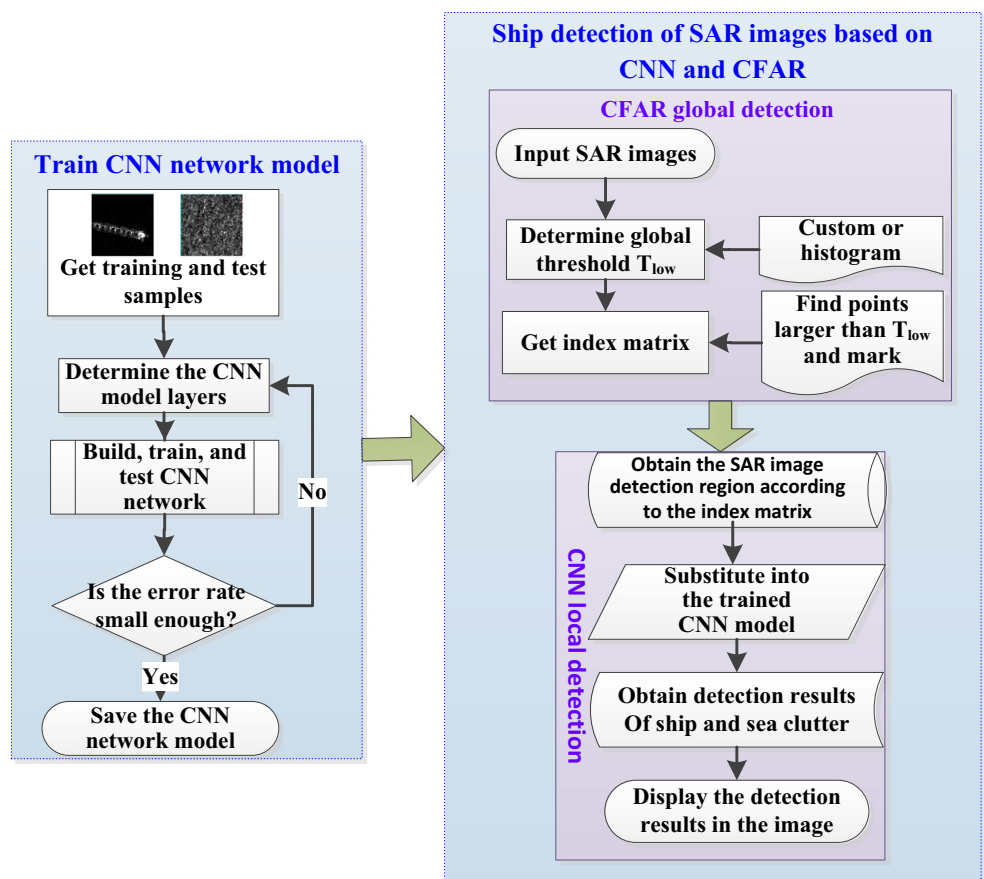 Train CNN network model
Get training and test
samples
Determine the CNN
model layers
Build, train, and
test CNN
network
No
Is the error rate
small enough?
Yes
Save the CNN
network model
Ship detection of SAR images based on
CNN and CFAR
CFAR global detection
Input SAR images
Determine global
threshold Tlow
Custom or
histogram
Get index matrix
Find points
larger than Tlow
and mark
CNN local detection
Obtain the SAR image
detection region according
to the index matrix
Substitute into
the trained
CNN model
Obtain detection results
Of ship and sea clutter
Display the detection
results in the image